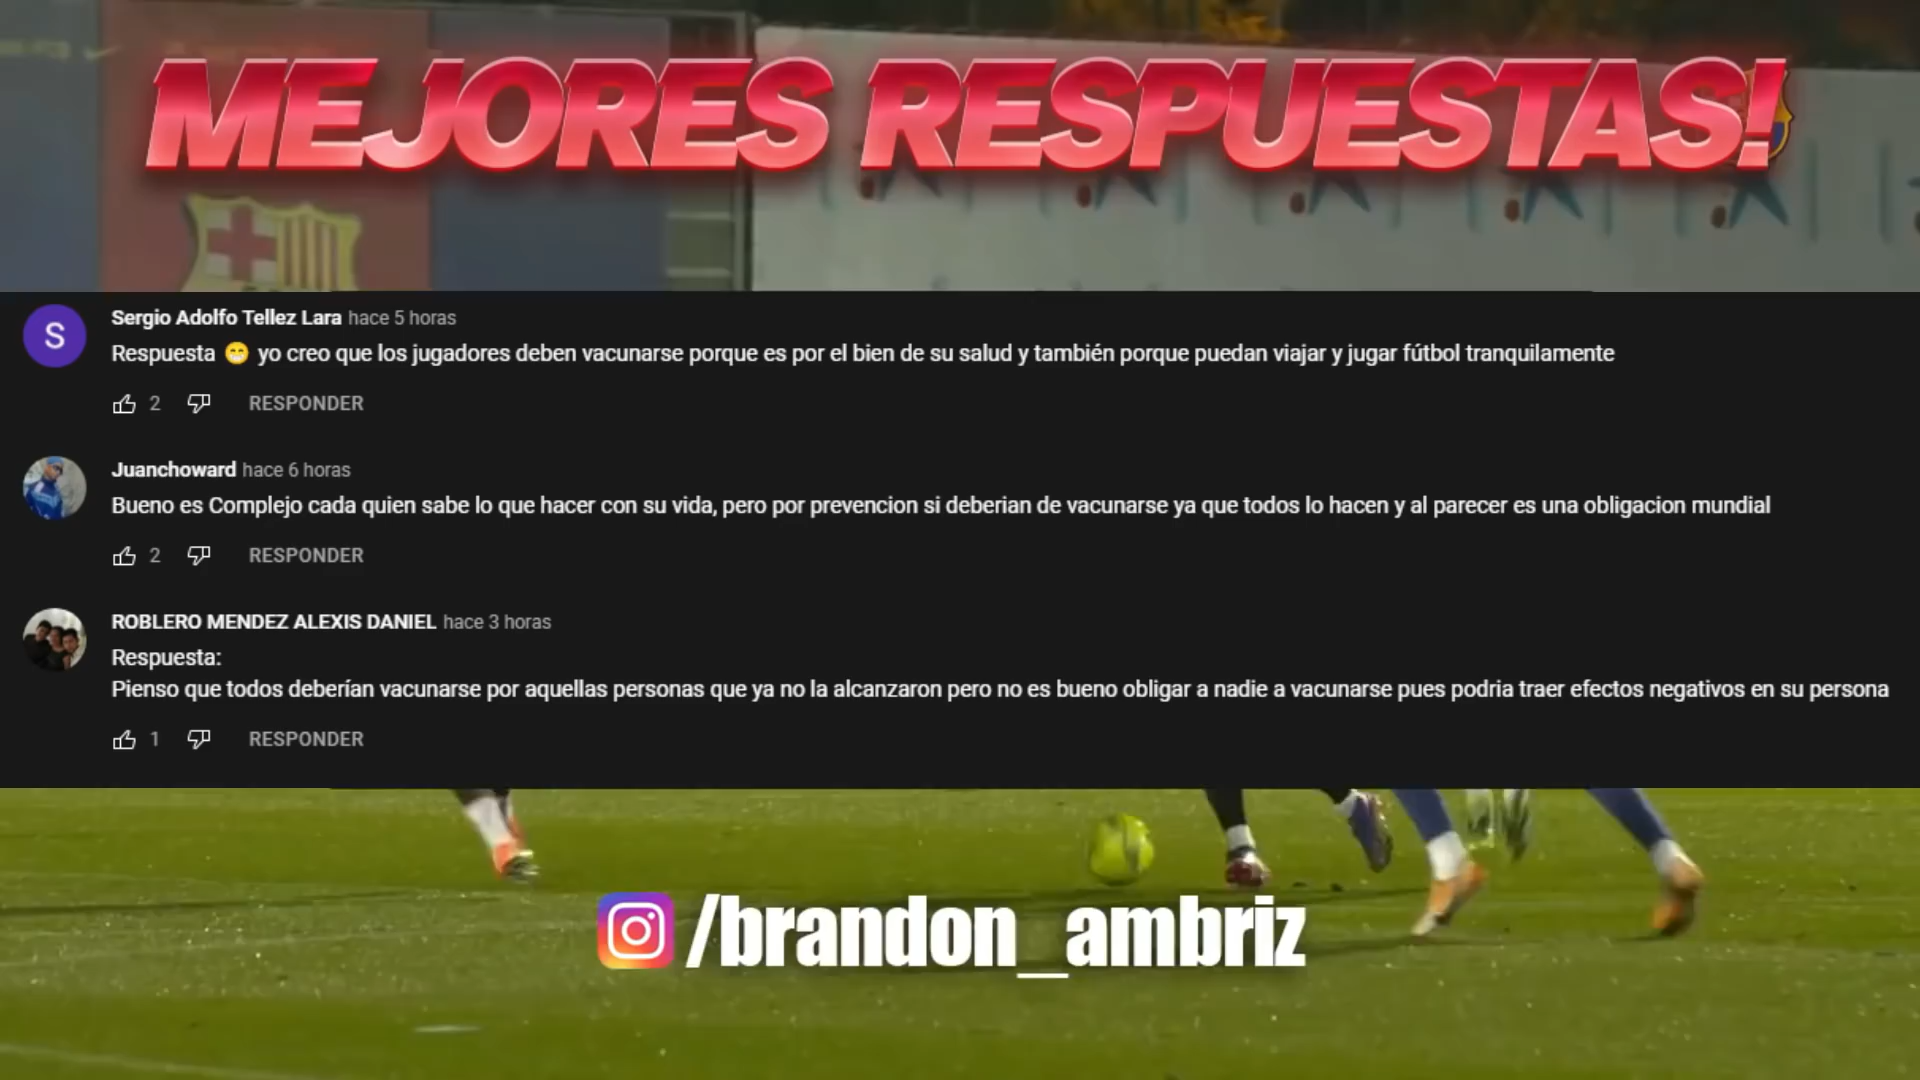 MEJORES RESPUESTAS!
S
Sergio Adolfo Tellez Lara hace 5 horas
Respuesta 😁 yo creo que los jugadores deben vacunarse porque es por el bien de su salud y también porque puedan viajar y jugar fútbol tranquilamente
2 RESPONDER
Juanchoward hace 6 horas
Bueno es Complejo cada quien sabe lo que hacer con su vida, pero por prevencion si deberian de vacunarse ya que todos lo hacen y al parecer es una obligacion mundial
2 RESPONDER
ROBLERO MENDEZ ALEXIS DANIEL hace 3 horas
Respuesta:
Pienso que todos deberían vacunarse por aquellas personas que ya no la alcanzaron pero no es bueno obligar a nadie a vacunarse pues podria traer efectos negativos en su persona
1 RESPONDER
/brandon_ambriz